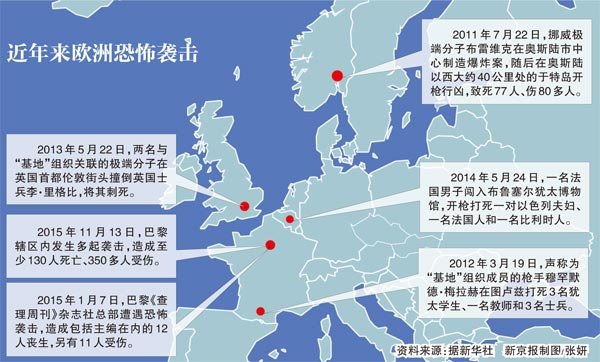 近年来欧洲恐怖袭击
2011年7月22日,挪威极
端分子布雷维克在奥斯陆市中
心制造爆炸案,随后在奥斯陆
以西大约40公里处的于特岛开
枪行凶,致死77人、伤80多人。
2013年5月22日,两名与
“基地”组织关联的极端分子在
英国首都伦敦街头撞倒英国士
兵李·里格比,将其刺死。
2014年5月24日,一名法
国男子闯入布鲁塞尔犹太博物
馆,开枪打死一对以色列夫妇、
一名法国人和一名比利时人。
2015年11月13日,巴黎
辖区内发生多起袭击,造成至
少130人死亡、350多人受伤。
2012年3月19日,声称为
“基地”组织成员的枪手穆罕默
德·梅拉赫在图卢兹打死3名犹
太学生、一名教师和3名士兵。
2015年1月7日,巴黎《查
理周刊》杂志社总部遭遇恐怖
袭击,造成包括主编在内的12
人丧生,另有11人受伤。
资料来源:据新华社 新京报制图/张妍